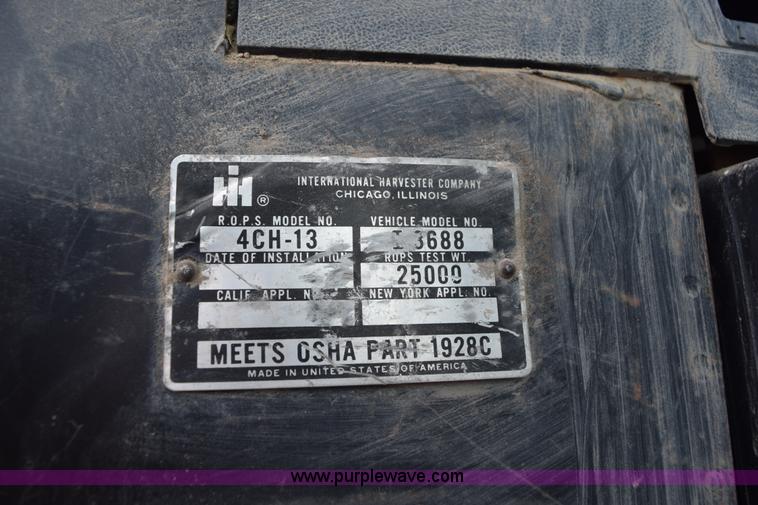 IH ®
INTERNATIONAL HARVESTER COMPANY
CHICAGO, ILLINOIS
R.O.P.S. MODEL NO. VEHICLE MODEL NO.
4CH-13 I 3688
DATE OF INSTALLATION ROPS TEST WT.
25000
CALIF. APPL. NO. NEW YORK APPL. NO.
MEETS OSHA PART 1928C
MADE IN UNITED STATES OF AMERICA
www.purplewave.com